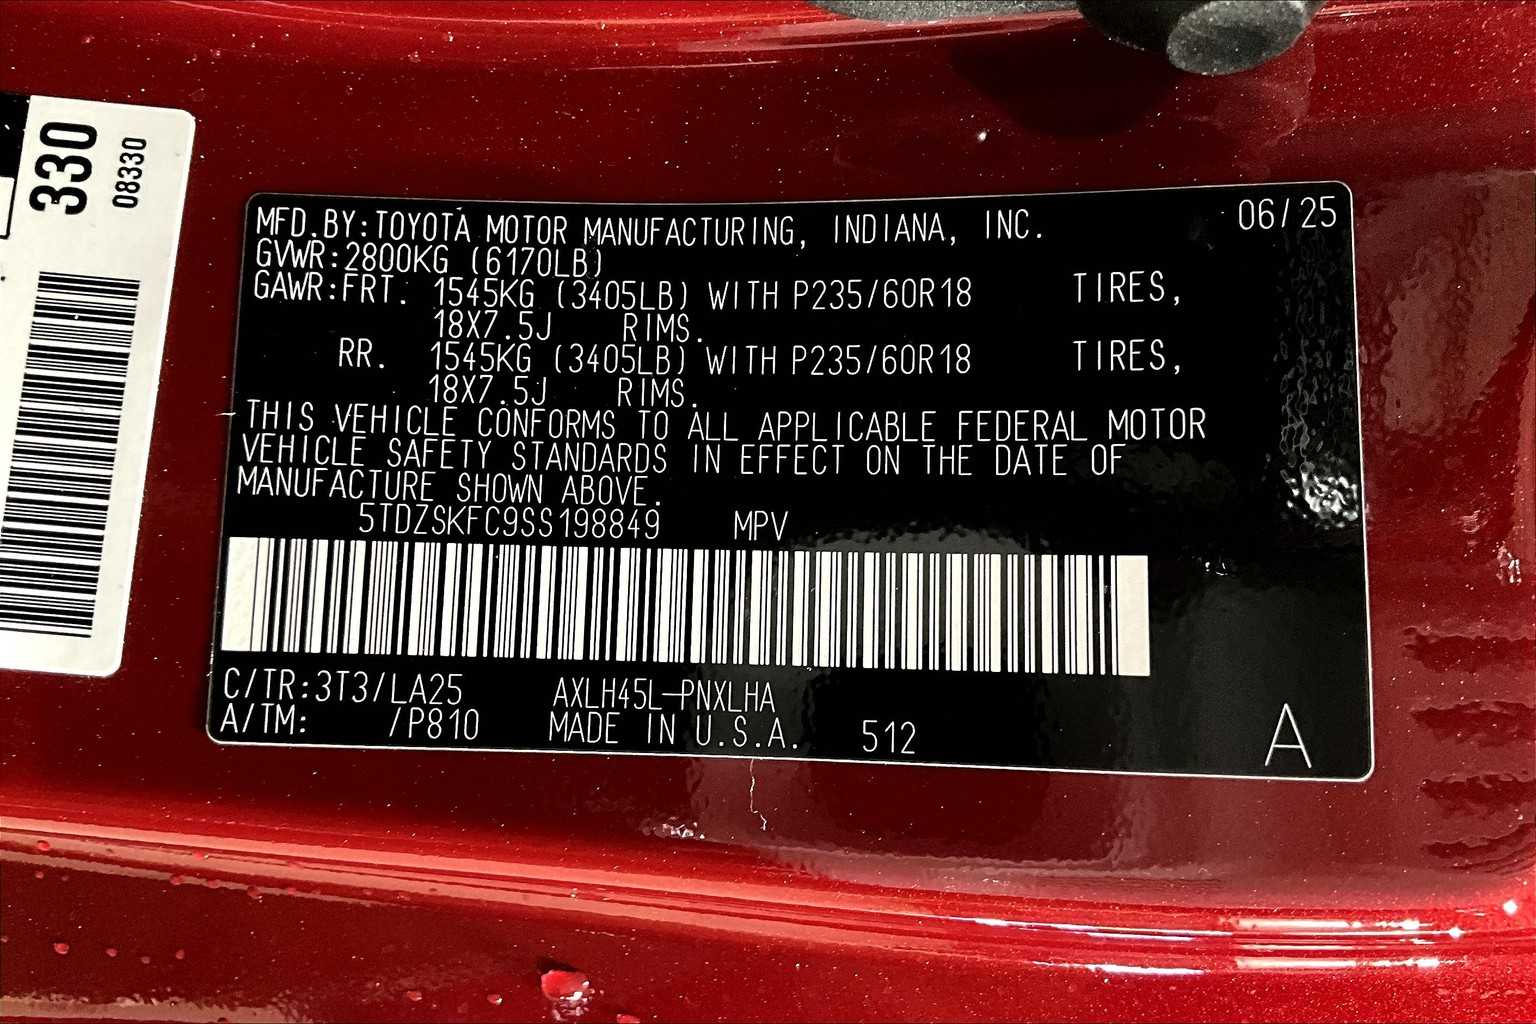 330
08330
MFD.BY:TOYOTA MOTOR MANUFACTURING, INDIANA, INC. 06/25
GVWR:2800KG (6170LB)
GAWR:FRT. 1545KG (3405LB) WITH P235/60R18 TIRES,
18X7.5J RIMS.
RR. 1545KG (3405LB) WITH P235/60R18 TIRES,
18X7.5J RIMS.
THIS VEHICLE CONFORMS TO ALL APPLICABLE FEDERAL MOTOR
VEHICLE SAFETY STANDARDS IN EFFECT ON THE DATE OF
MANUFACTURE SHOWN ABOVE.
5TDZSKFC9SS198849 MPV
C/TR:3T3/LA25 AXLH45L-PNXLHA
A/TM: /P810 MADE IN U.S.A. 512 A